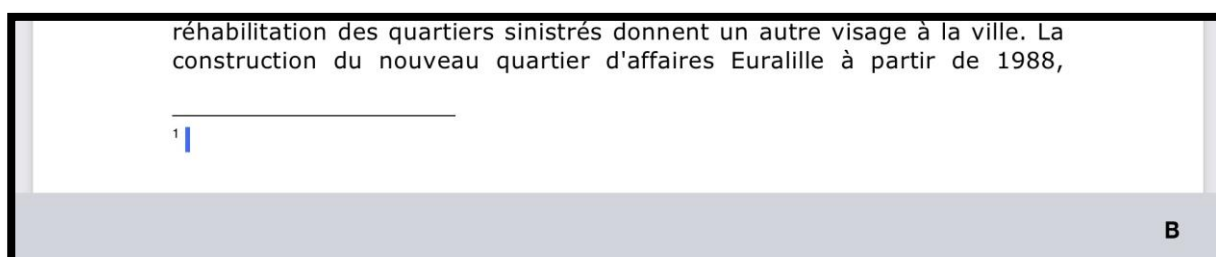 réhabilitation des quartiers sinistrés donnent un autre visage à la ville. La
construction du nouveau quartier d'affaires Euralille à partir de 1988,
1
B